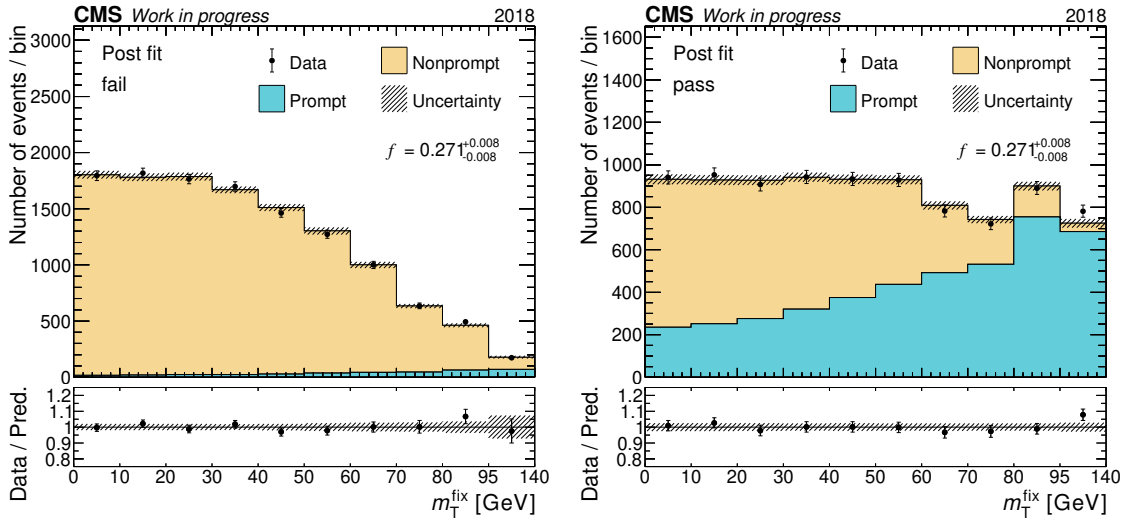 CMS Work in progress 2018
Post fit
fail
Data
Nonprompt
Prompt
Uncertainty
f = 0.271 +0.008 -0.008
Number of events / bin
3000
2500
2000
1500
1000
500
0
Data / Pred.
1.2
1.1
1
0.9
0.8
0 10 20 30 40 50 60 70 80 95 140
m_T^fix [GeV]
CMS Work in progress 2018
Post fit
pass
Data
Nonprompt
Prompt
Uncertainty
f = 0.271 +0.008 -0.008
Number of events / bin
1600
1400
1200
1000
800
600
400
200
0
Data / Pred.
1.2
1.1
1
0.9
0.8
0 10 20 30 40 50 60 70 80 95 140
m_T^fix [GeV]